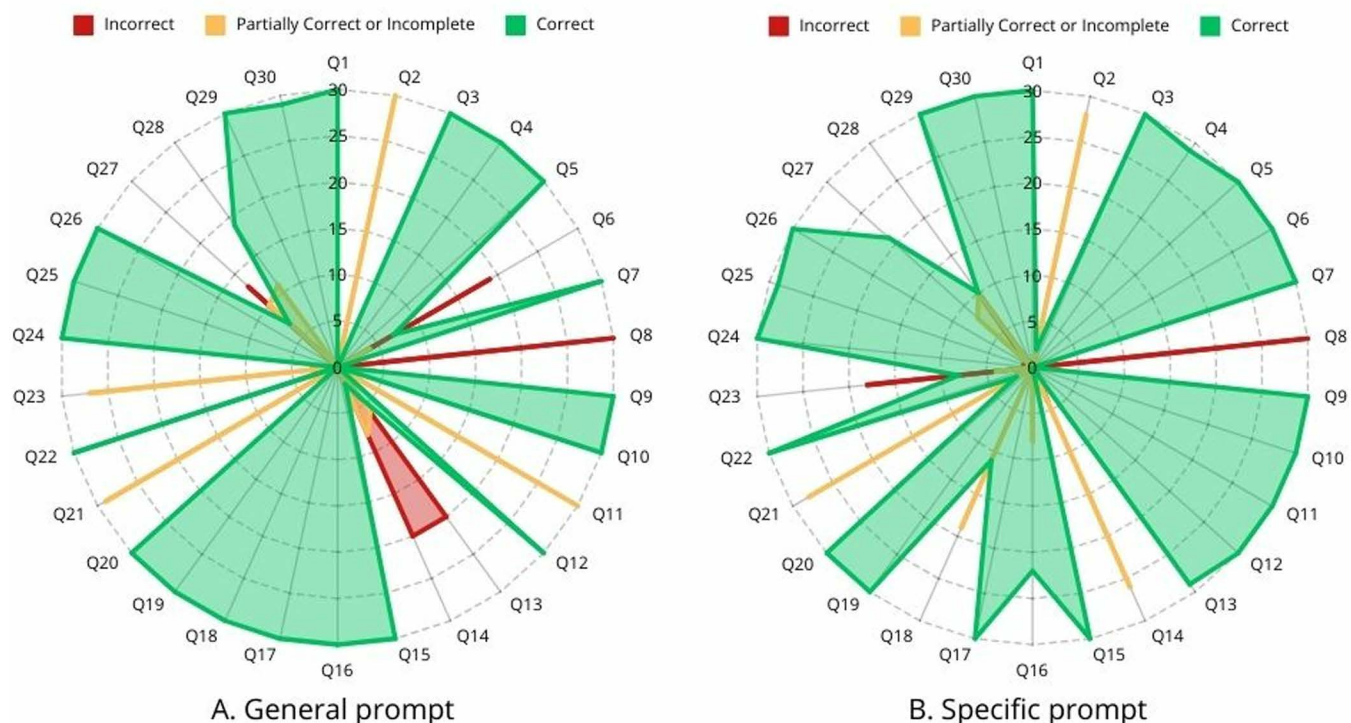 Incorrect Partially Correct or Incomplete Correct
Q1
Q2
Q3
Q4
Q5
Q6
Q7
Q8
Q9
Q10
Q11
Q12
Q13
Q14
Q15
Q16
Q17
Q18
Q19
Q20
Q21
Q22
Q23
Q24
Q25
Q26
Q27
Q28
Q29
Q30
30
25
20
15
10
5
0
A. General prompt
Incorrect Partially Correct or Incomplete Correct
Q1
Q2
Q3
Q4
Q5
Q6
Q7
Q8
Q9
Q10
Q11
Q12
Q13
Q14
Q15
Q16
Q17
Q18
Q19
Q20
Q21
Q22
Q23
Q24
Q25
Q26
Q27
Q28
Q29
Q30
30
25
20
15
10
5
0
B. Specific prompt